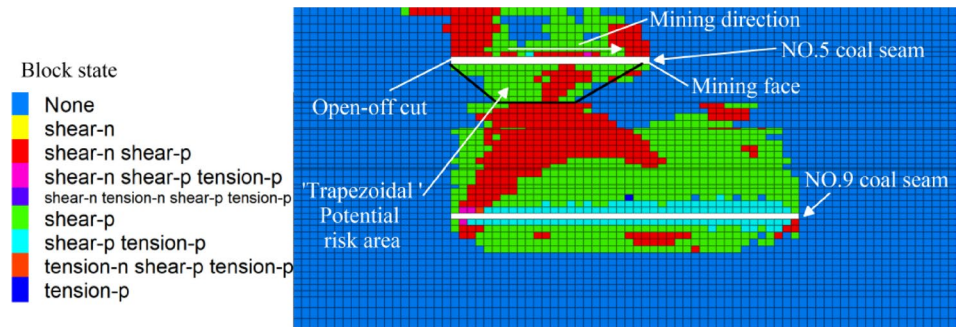 Block state
None
shear-n
shear-n shear-p
shear-n shear-p tension-p
shear-n tension-n shear-p tension-p
shear-p
shear-p tension-p
tension-n shear-p tension-p
tension-p
Mining direction
NO.5 coal seam
Open-off cut
Mining face
'Trapezoidal '
Potential
risk area
NO.9 coal seam